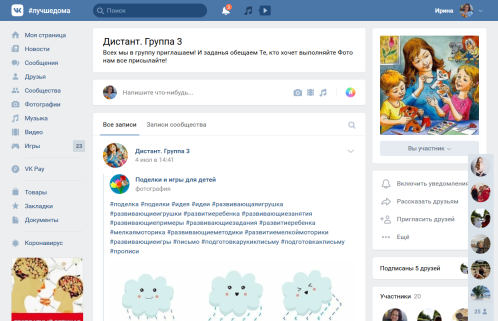 #лучшедома
Поиск
Ирина
Моя страница
Новости
Сообщения
Друзья
Сообщества
Фотографии
Музыка
Видео
Игры
23
VK Pay
Товары
Закладки
Документы
Коронавирус
Дистант. Группа 3
Всех мы в группу приглашаем! И заданья обещаем Те, кто хочет выполняйте Фото
нам все присылайте!
Напишите что-нибудь...
Все записи
Записи сообщества
Дистант. Группа 3
4 июл в 14:41
Поделки и игры для детей
фотография
#поделка #поделки #идея #идеи #развивающаяигрушка
#развивающиеигрушки #развитиеребенка #развивающиезанятия
#развивающиепримеры #развивающиезадания #развитиеребенка
#мелкаямоторика #развивающиеметодики #развитиемелкоймоторики
#развивающиеигры #письмо #подготовкарукикписьму #подготовкакписьму
#прописи
Вы участник
Включить уведомления
Рассказать друзьям
Пригласить друзей
Ещё
Подписаны 5 друзей
Участники 20
25